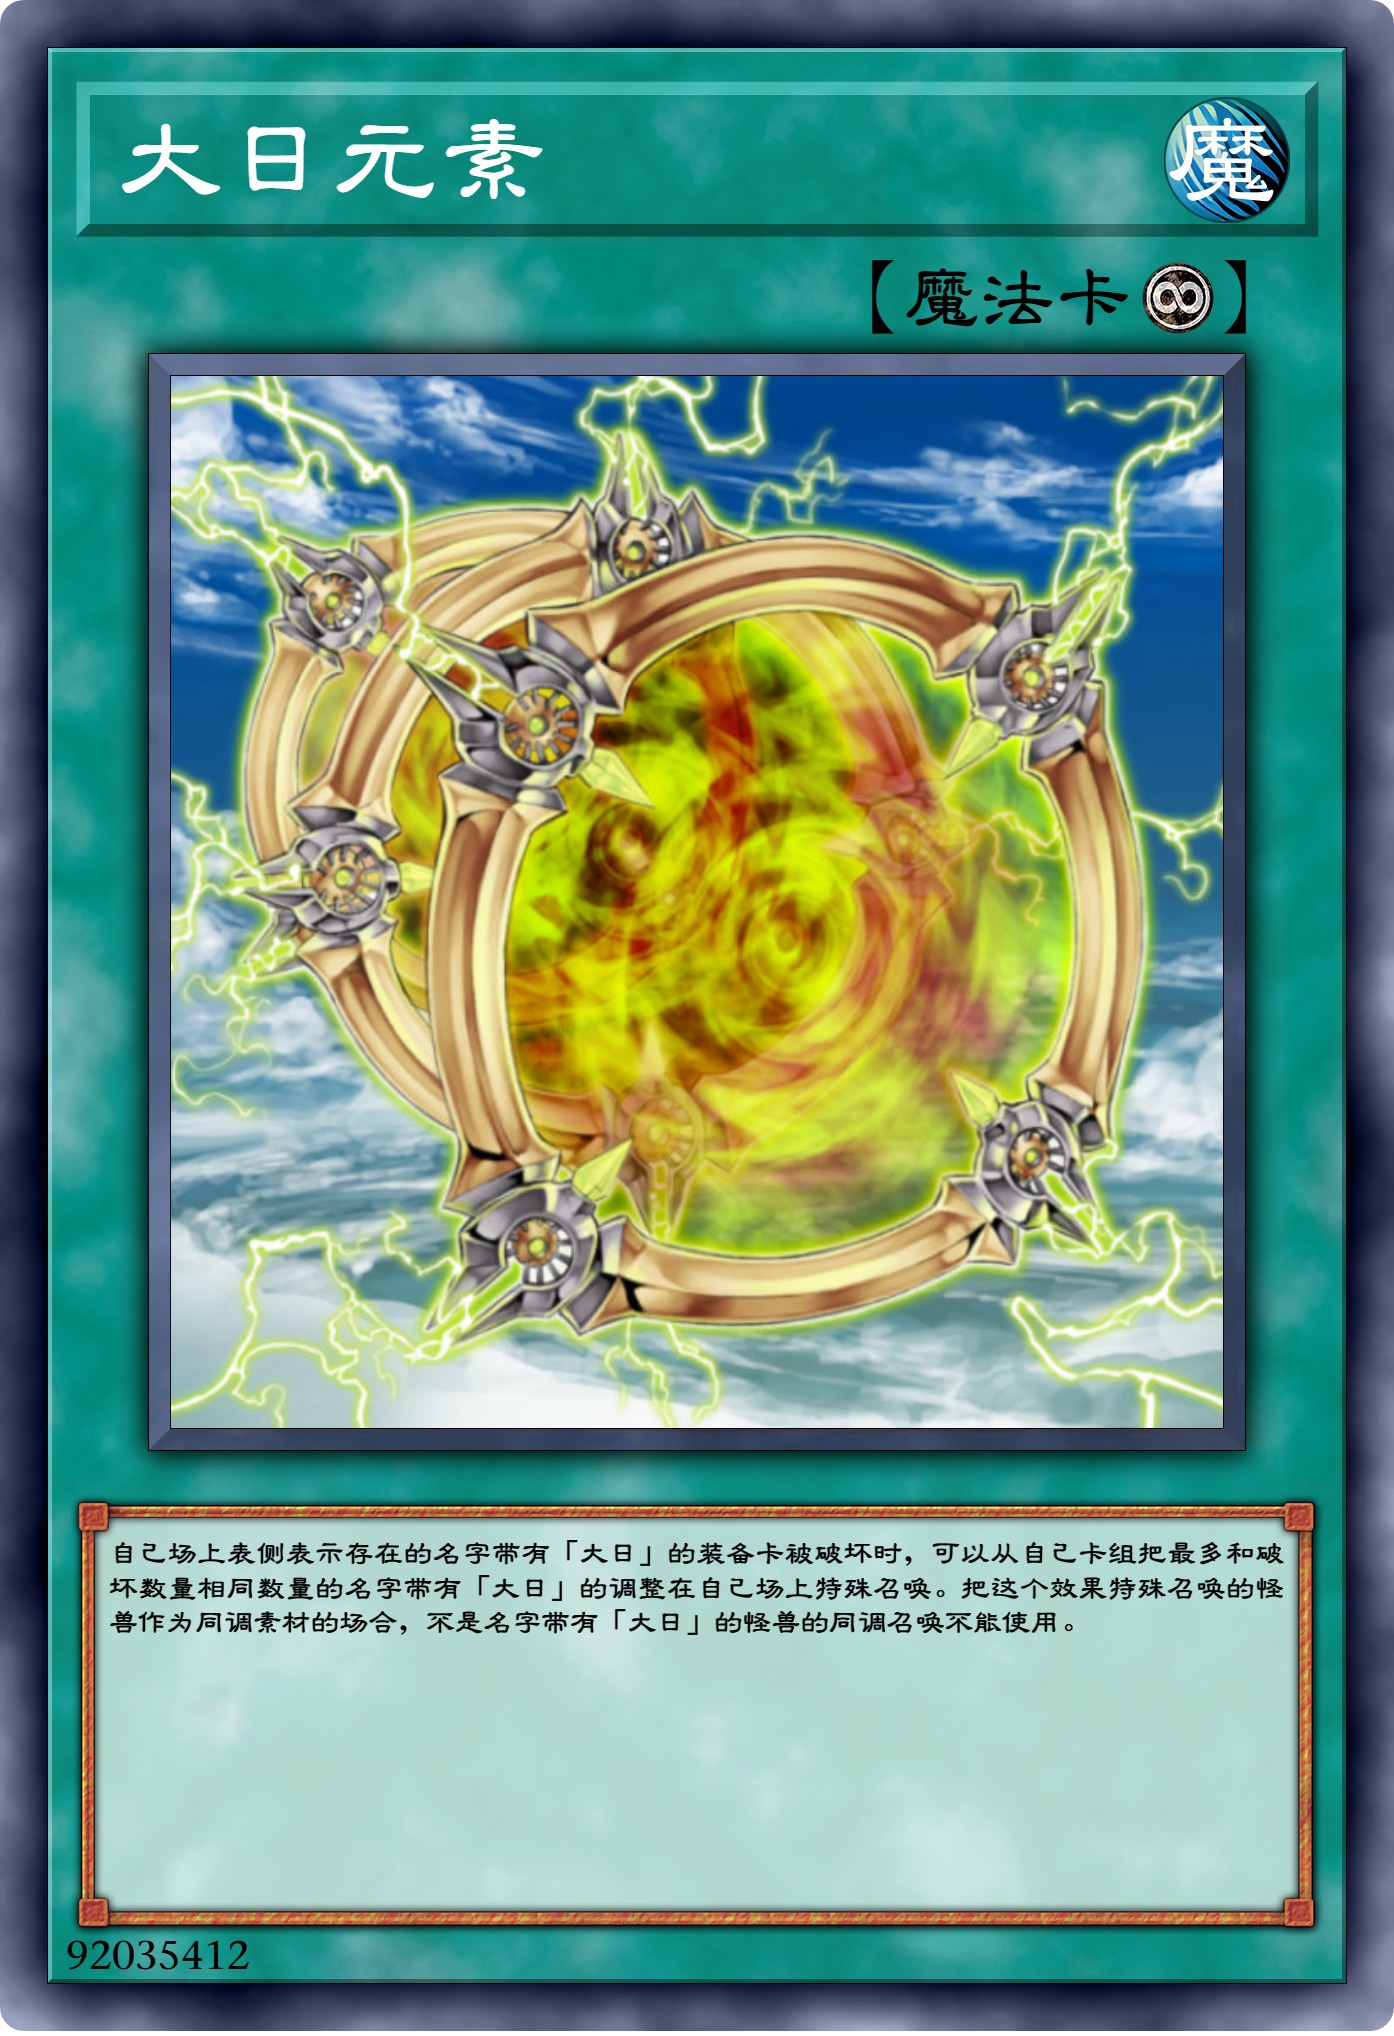 大日元素
魔
【魔法卡】
自己场上表侧表示存在的名字带有「大日」的装备卡被破坏时，可以从自己卡组把最多和破
坏数量相同数量的名字带有「大日」的调整在自己场上特殊召唤。把这个效果特殊召唤的怪
兽作为同调素材的场合，不是名字带有「大日」的怪兽的同调召唤不能使用。
92035412